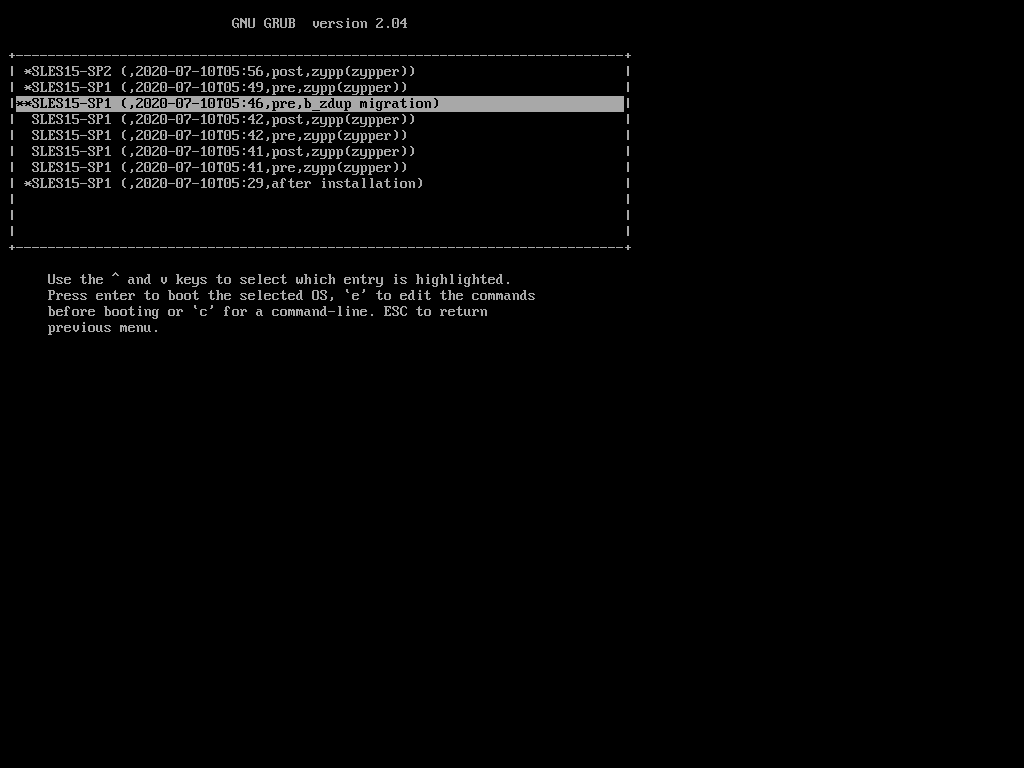 GNU GRUB  version 2.04
*SLES15-SP2 (,2020-07-10T05:56,post,zypp(zypper))
*SLES15-SP1 (,2020-07-10T05:49,pre,zypp(zypper))
**SLES15-SP1 (,2020-07-10T05:46,pre,b_zdup migration)
SLES15-SP1 (,2020-07-10T05:42,post,zypp(zypper))
SLES15-SP1 (,2020-07-10T05:42,pre,zypp(zypper))
SLES15-SP1 (,2020-07-10T05:41,post,zypp(zypper))
SLES15-SP1 (,2020-07-10T05:41,pre,zypp(zypper))
*SLES15-SP1 (,2020-07-10T05:29,after installation)
Use the ^ and v keys to select which entry is highlighted.
Press enter to boot the selected OS, `e' to edit the commands
before booting or `c' for a command-line. ESC to return
previous menu.